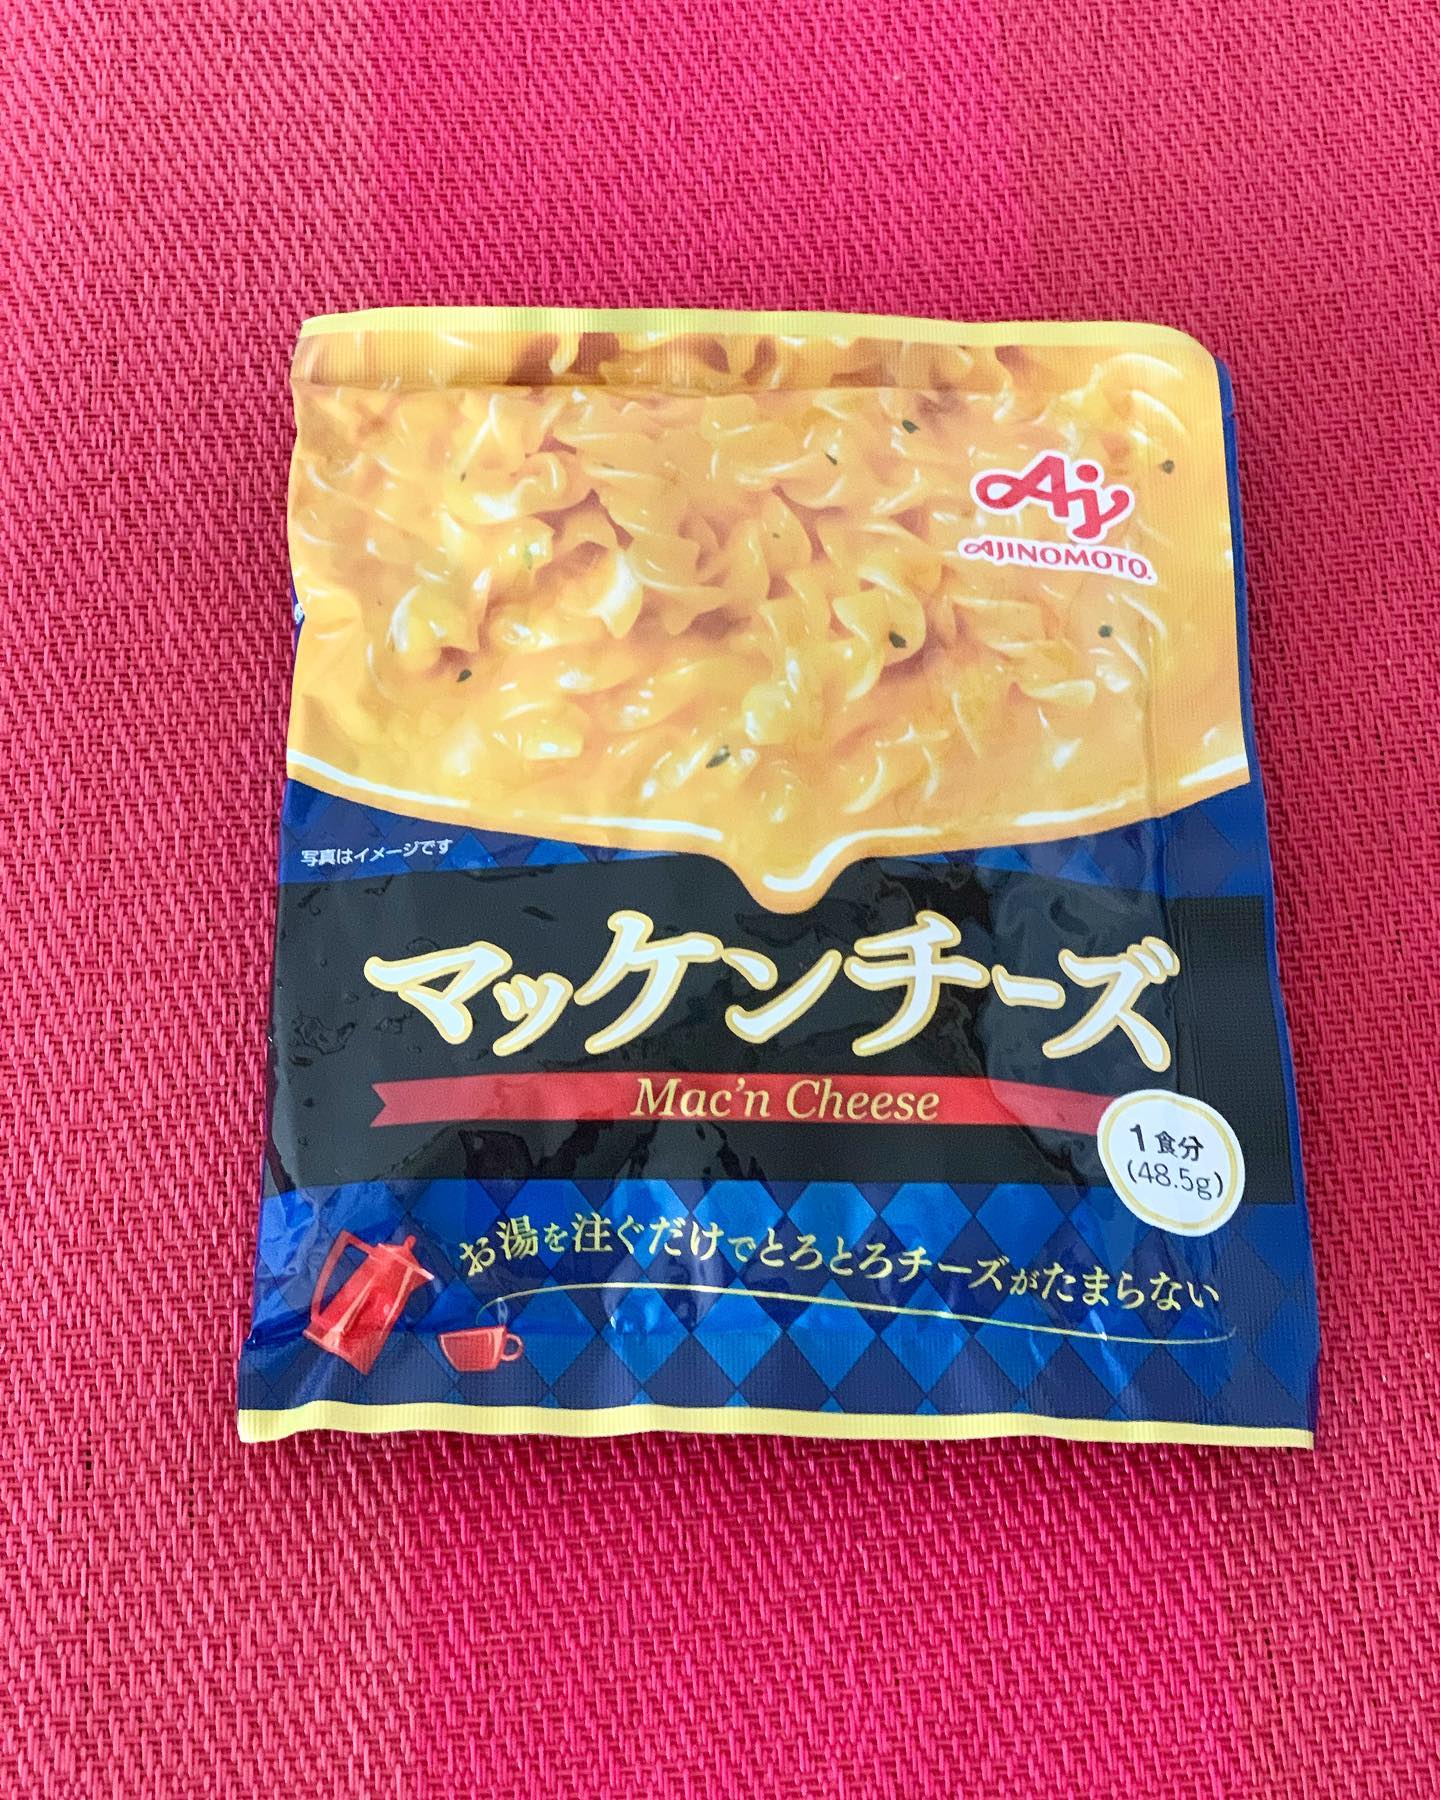 Aj
AJINOMOTO.
写真はイメージです
マッケンチーズ
Mac'n Cheese
1食分
(48.5g)
お湯を注ぐだけでとろとろチーズがたまらない